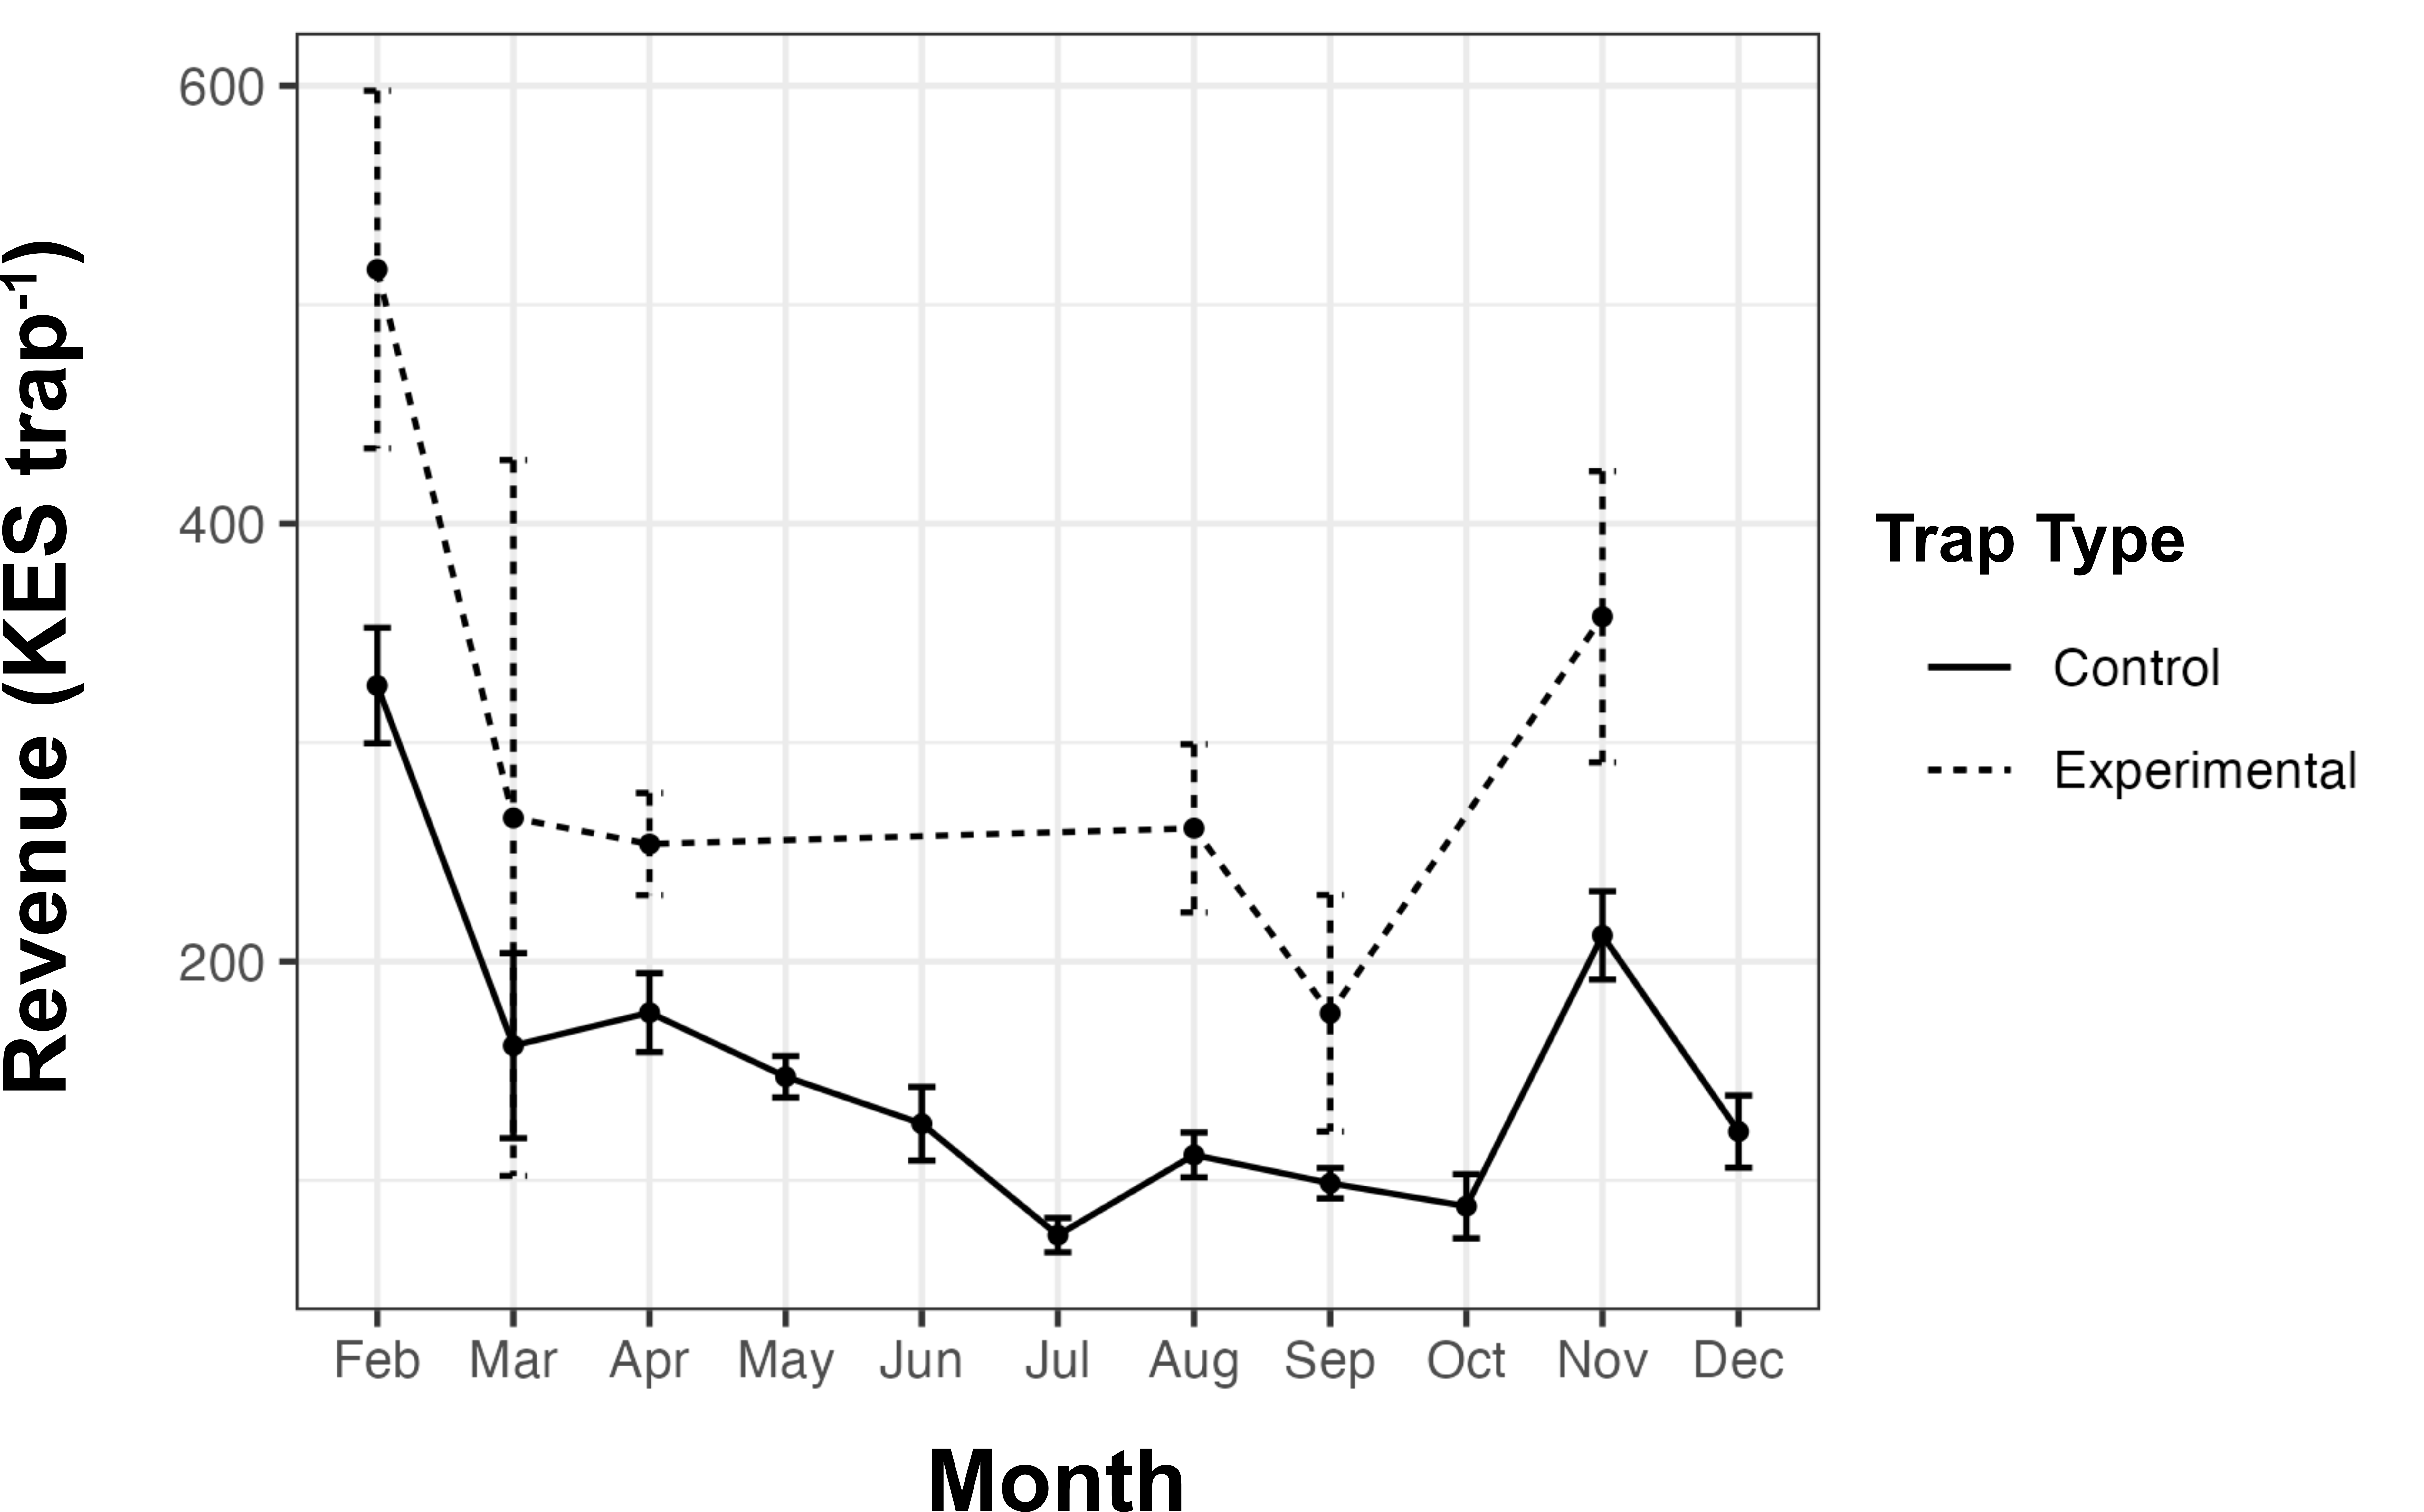 Revenue (KES trap-1)
600
400
200
Feb Mar Apr May Jun Jul Aug Sep Oct Nov Dec
Month
Trap Type
Control
Experimental